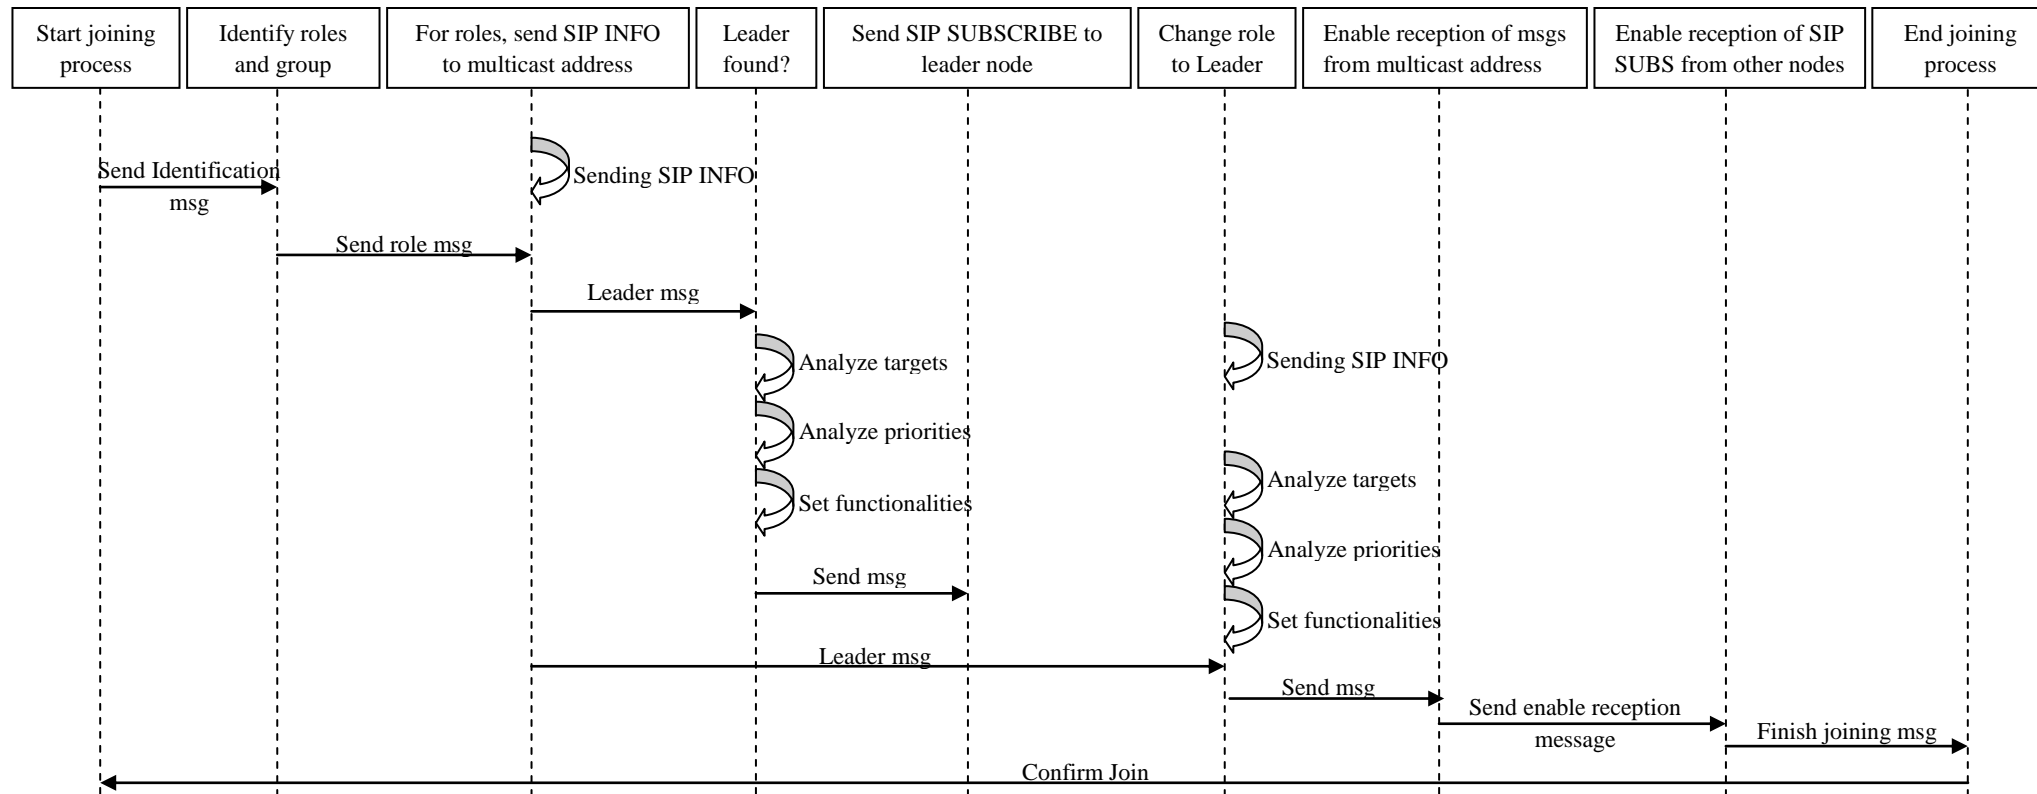 Start joining
process
Identify roles
and group
For roles, send SIP INFO
to multicast address
Leader
found?
Send SIP SUBSCRIBE to
leader node
Change role
to Leader
Enable reception of msgs
from multicast address
Enable reception of SIP
SUBS from other nodes
End joining
process
Send Identification
msg
Sending SIP INFO
Send role msg
Leader msg
Analyze targets
Sending SIP INFO
Analyze priorities
Analyze targets
Set functionalities
Analyze priorities
Send msg
Set functionalities
Leader msg
Send msg
Send enable reception
message
Finish joining msg
Confirm Join